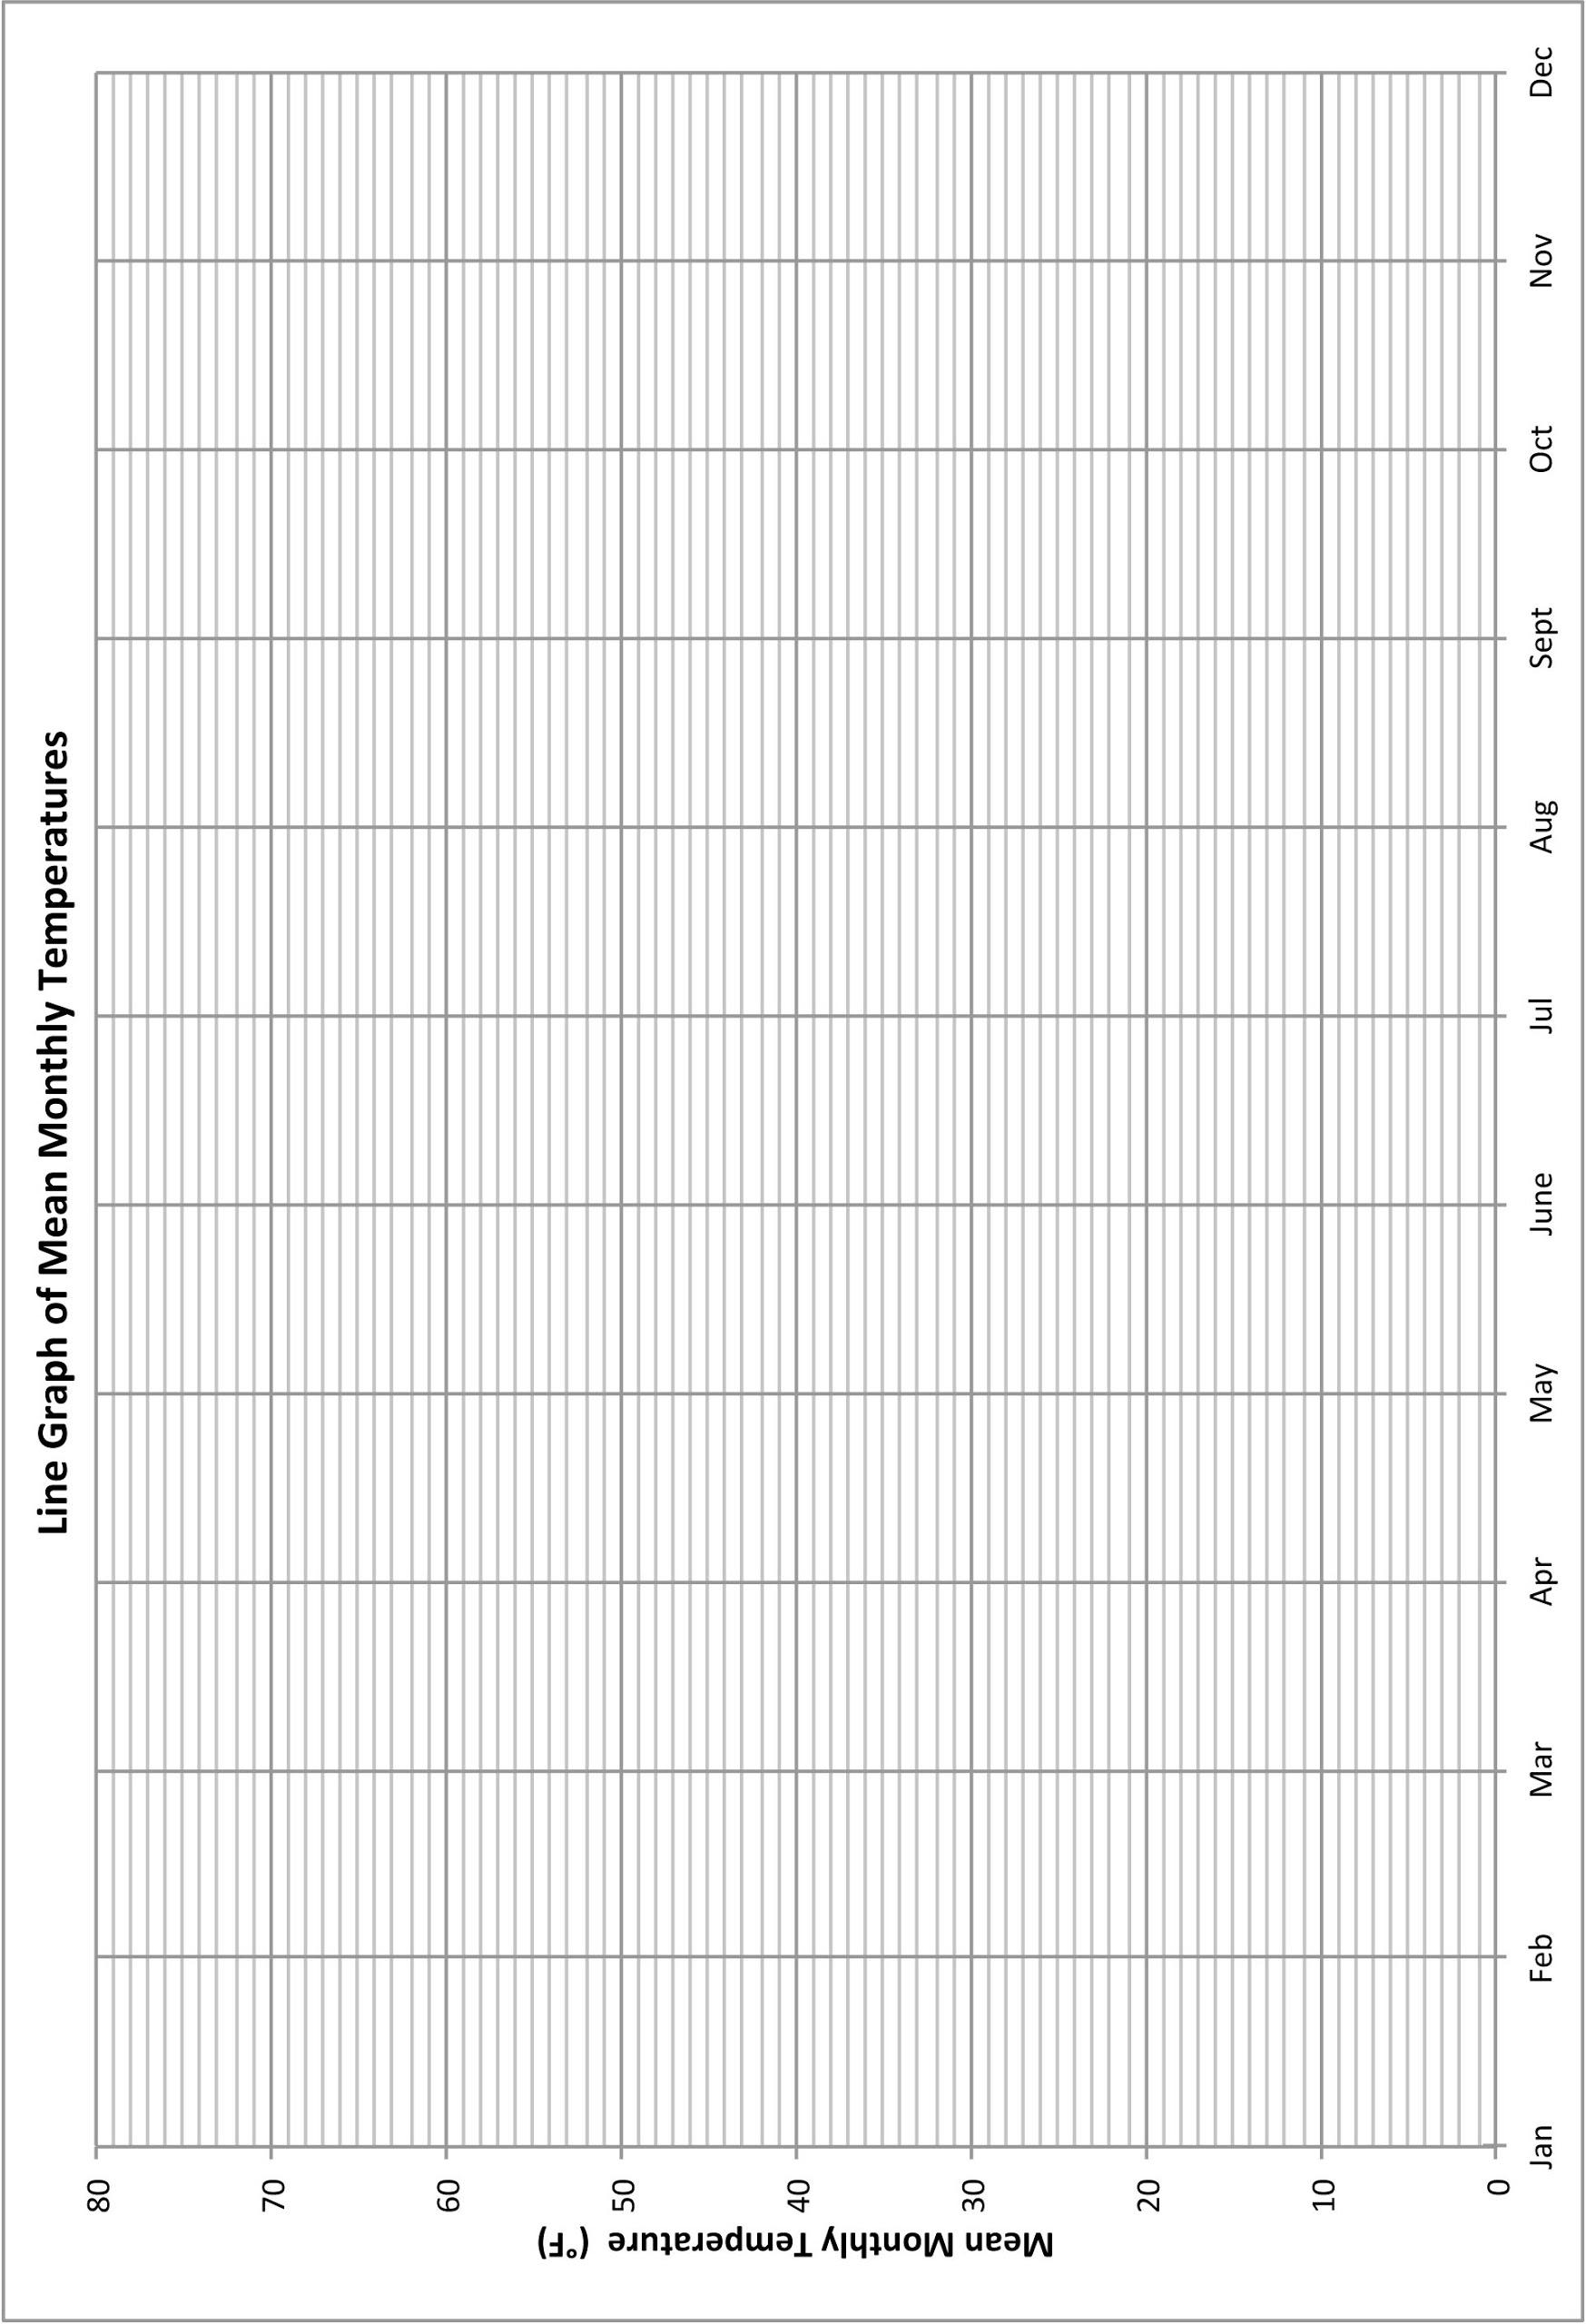 Line Graph of Mean Monthly Temperatures
Mean Monthly Temperature (°F)
80
70
60
50
40
30
20
10
0
Jan
Feb
Mar
Apr
May
June
Jul
Aug
Sept
Oct
Nov
Dec